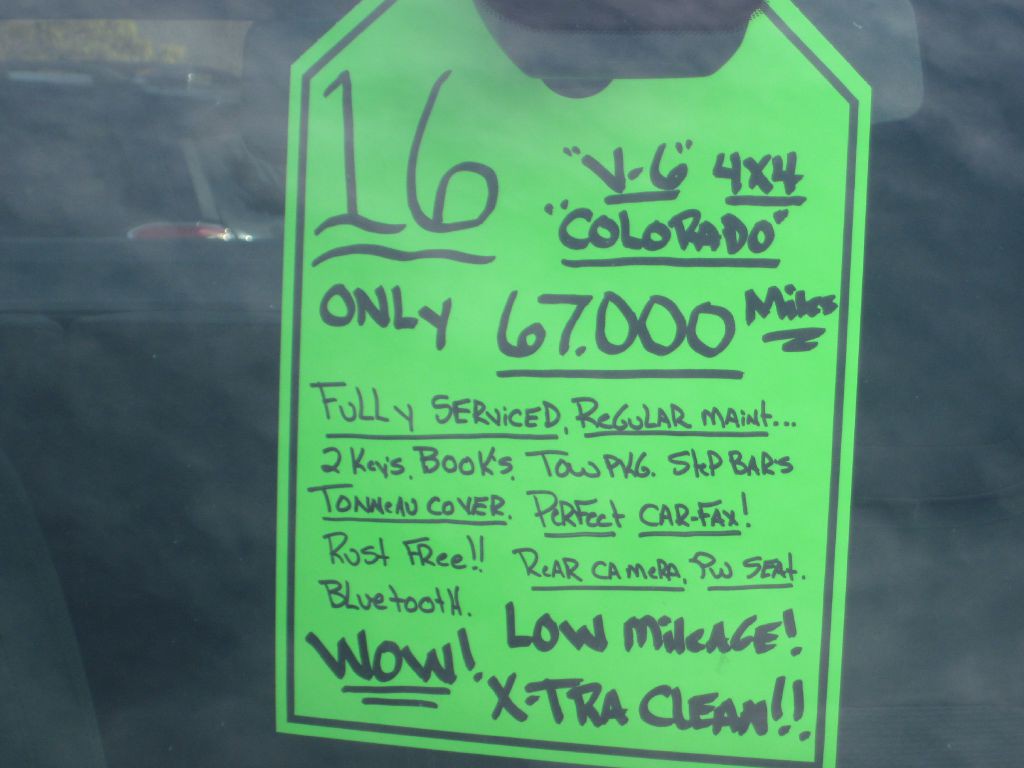 16 "V-6" 4x4
"COLORADO"
ONLY 67.000 Miles
FULLY SERVICED, REGULAR MAINT...
2 Key's, BOOK'S, TOW PKG. STEP BAR'S
TONNEAU COVER. PERFECT CAR-FAX!
RUST FREE!! REAR CAMERA, PW SEAT.
BLUETOOTH.
WOW! LOW MILEAGE!
X-TRA CLEAN!!